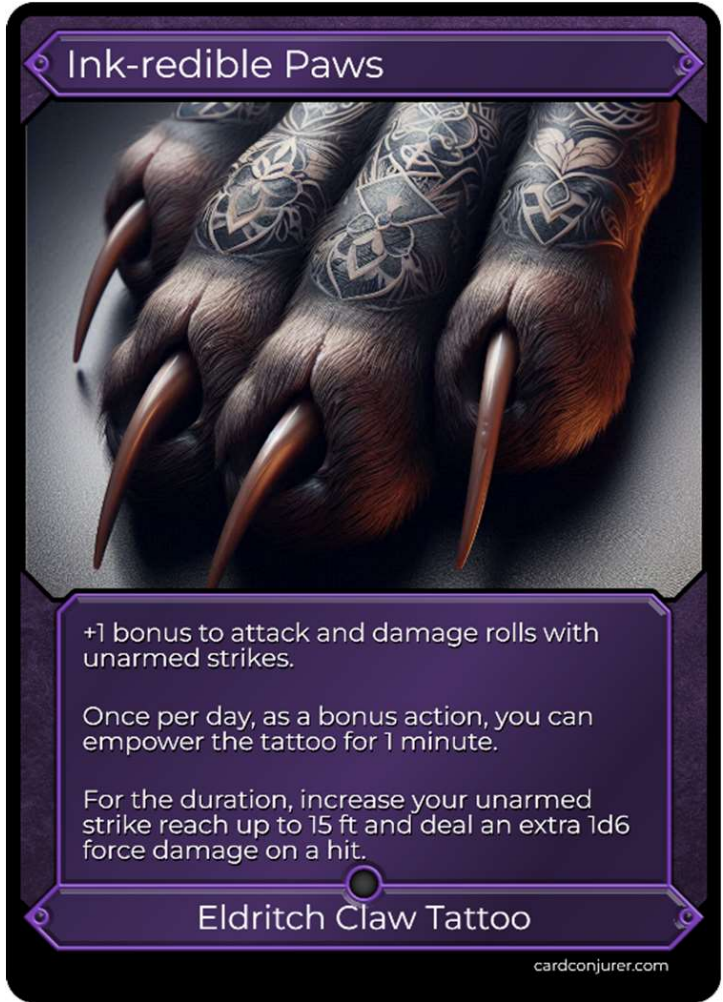 Ink-redible Paws
+1 bonus to attack and damage rolls with
unarmed strikes.
Once per day, as a bonus action, you can
empower the tattoo for 1 minute.
For the duration, increase your unarmed
strike reach up to 15 ft and deal an extra 1d6
force damage on a hit.
Eldritch Claw Tattoo
cardconjurer.com